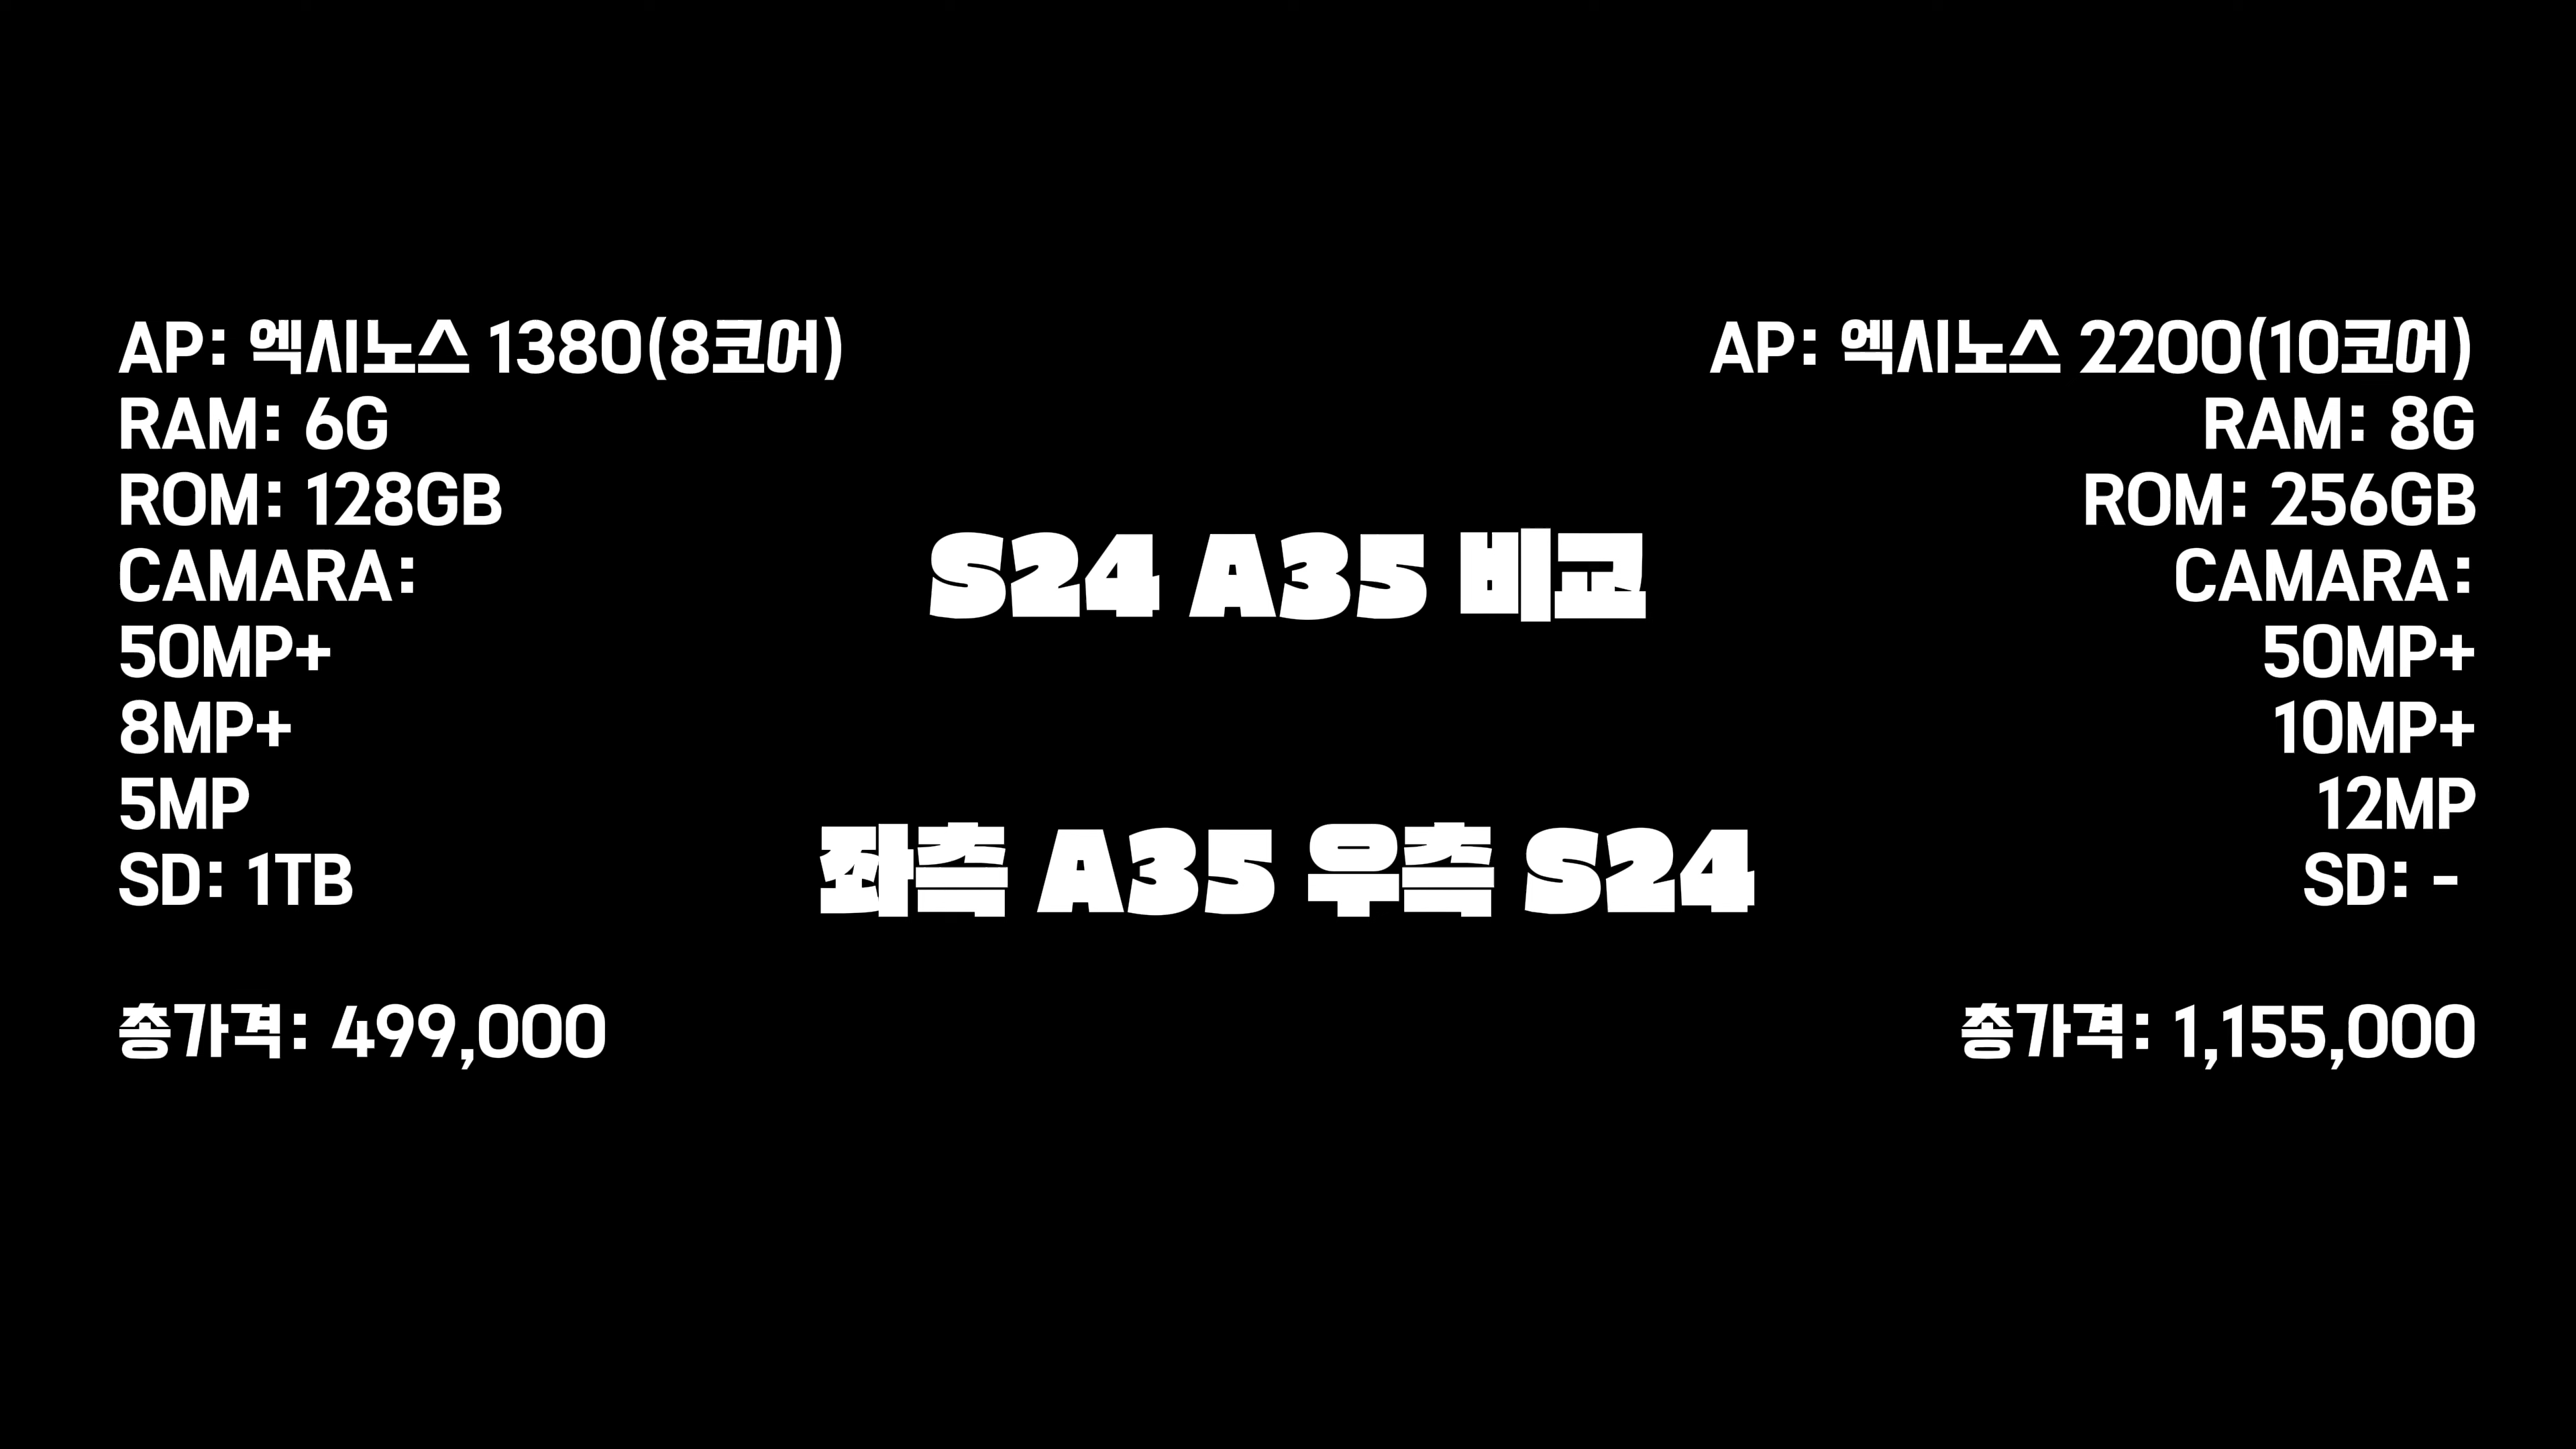 AP: 엑시노스 1380(8코어)
RAM: 6G
ROM: 128GB
CAMARA:
50MP+
8MP+
5MP
SD: 1TB
총가격: 499,000
S24 A35 비교
좌측 A35 우측 S24
AP: 엑시노스 2200(10코어)
RAM: 8G
ROM: 256GB
CAMARA:
50MP+
10MP+
12MP
SD: -
총가격: 1,155,000